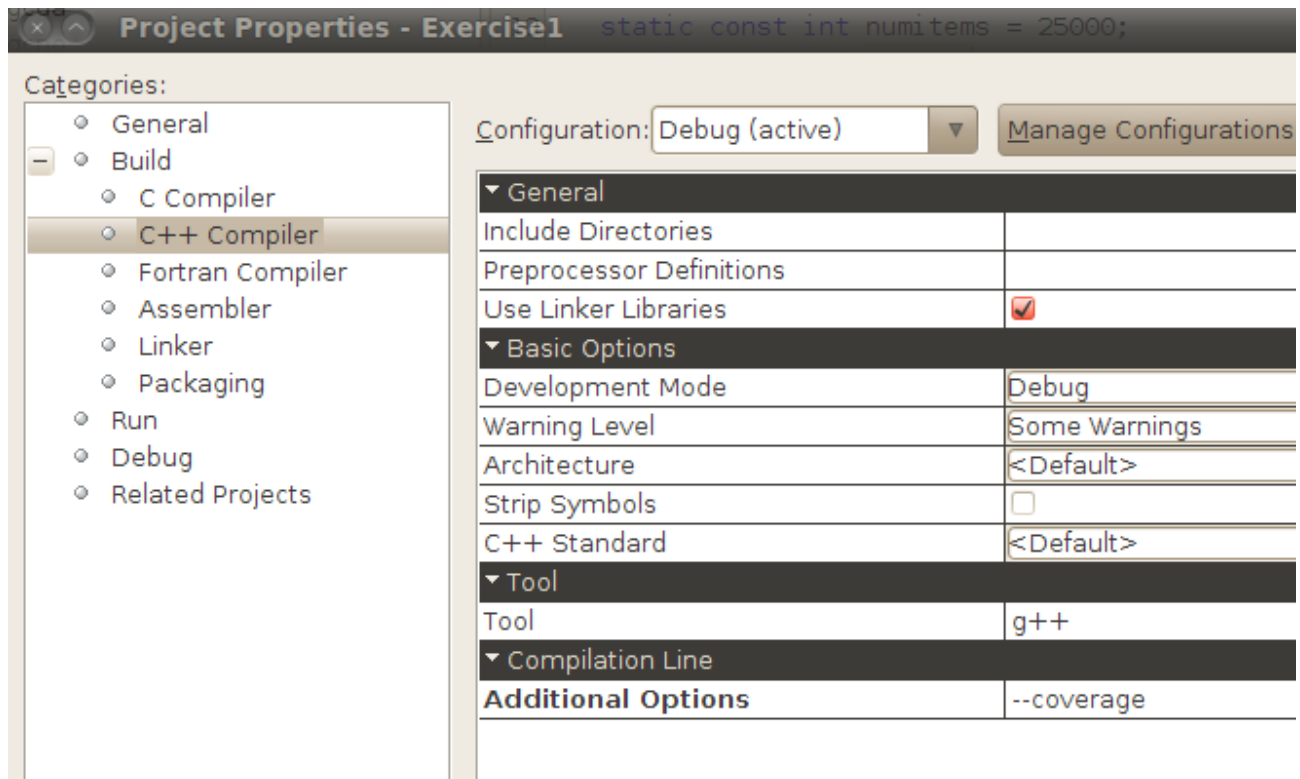 Project Properties - Exercise1 static const int numitems = 25000;
Categories:
General
Build
C Compiler
C++ Compiler
Fortran Compiler
Assembler
Linker
Packaging
Run
Debug
Related Projects
Configuration: Debug (active) Manage Configurations
General
Include Directories
Preprocessor Definitions
Use Linker Libraries
Basic Options
Development Mode Debug
Warning Level Some Warnings
Architecture <Default>
Strip Symbols
C++ Standard <Default>
Tool
Tool g++
Compilation Line
Additional Options --coverage